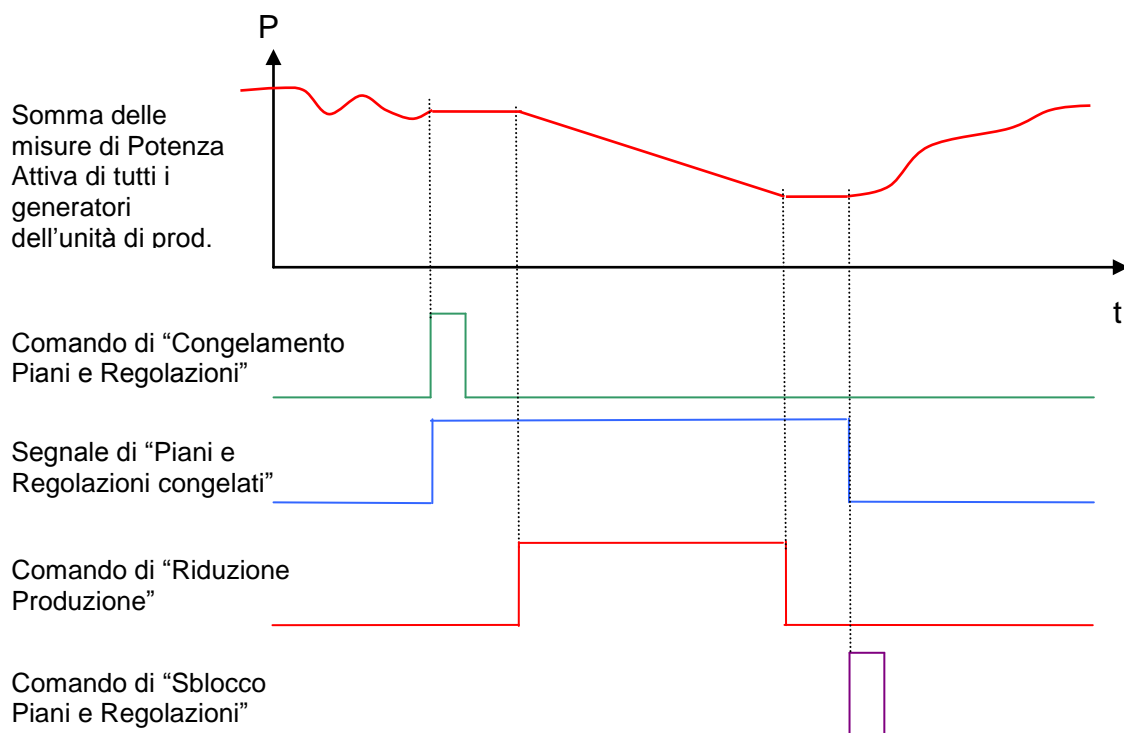 P
Somma delle
misure di Potenza
Attiva di tutti i
generatori
dell’unità di prod.
t
Comando di “Congelamento
Piani e Regolazioni”
Segnale di “Piani e
Regolazioni congelati”
Comando di “Riduzione
Produzione”
Comando di “Sblocco
Piani e Regolazioni”